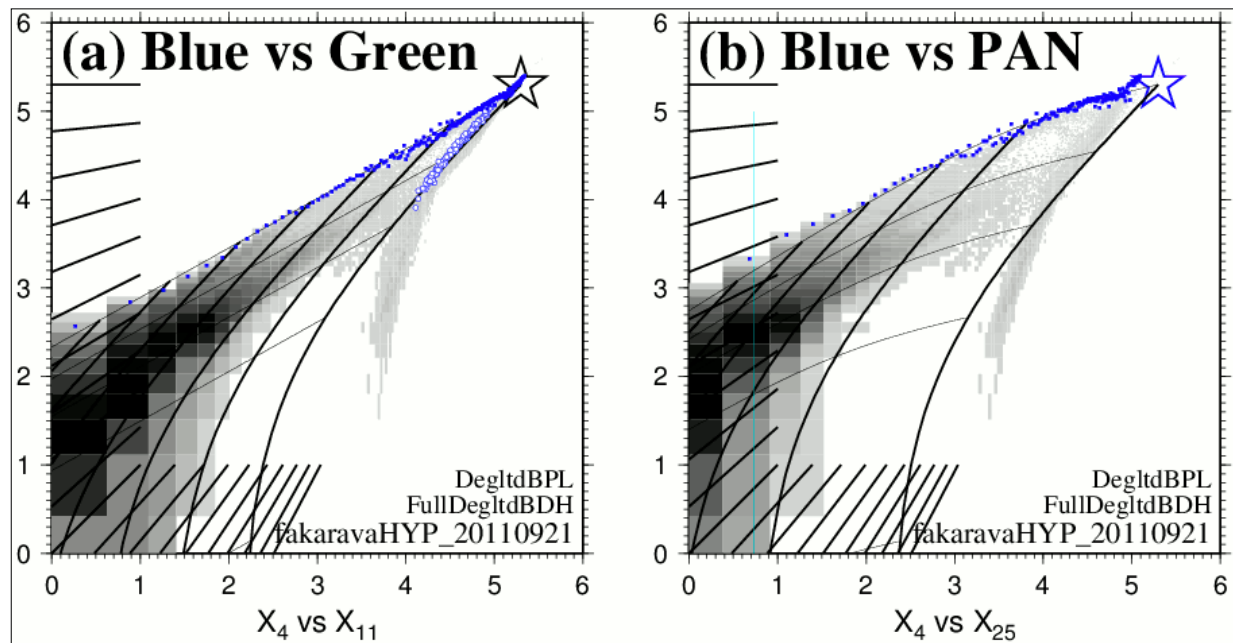 (a) Blue vs Green
6
5
4
3
2
1
0
DegltdBPL
FullDegltdBDH
fakaravaHYP_20110921
0 1 2 3 4 5 6
X4 vs X11
(b) Blue vs PAN
6
5
4
3
2
1
0
DegltdBPL
FullDegltdBDH
fakaravaHYP_20110921
0 1 2 3 4 5 6
X4 vs X25